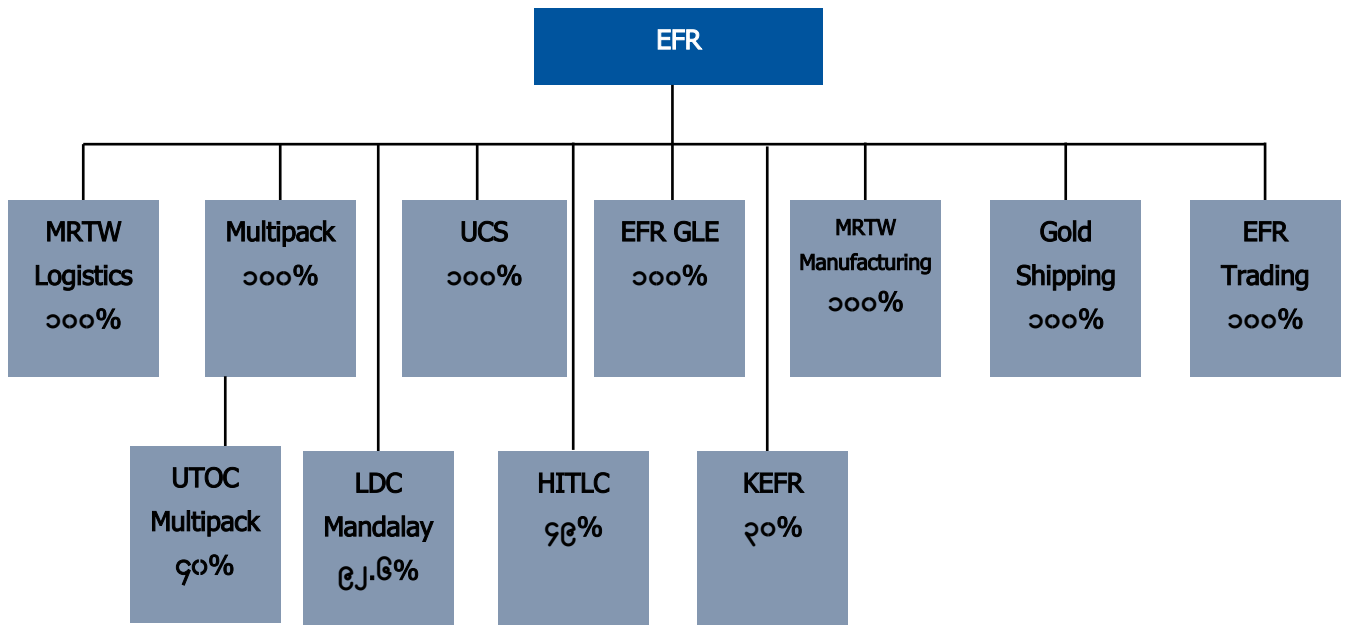 EFR
MRTW
Logistics
၁၀၀%
Multipack
၁၀၀%
UCS
၁၀၀%
EFR GLE
၁၀၀%
MRTW
Manufacturing
၁၀၀%
Gold
Shipping
၁၀၀%
EFR
Trading
၁၀၀%
UTOC
Multipack
၄၀%
LDC
Mandalay
၉၂.၆%
HITLC
၄၉%
KEFR
၃၀%